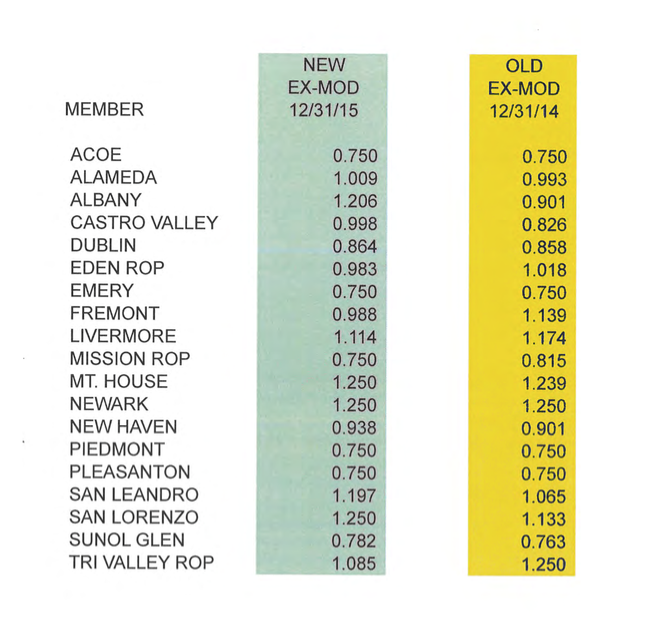 NEW OLD
EX-MOD EX-MOD
MEMBER 12/31/15 12/31/14
ACOE 0.750 0.750
ALAMEDA 1.009 0.993
ALBANY 1.206 0.901
CASTRO VALLEY 0.998 0.826
DUBLIN 0.864 0.858
EDEN ROP 0.983 1.018
EMERY 0.750 0.750
FREMONT 0.988 1.139
LIVERMORE 1.114 1.174
MISSION ROP 0.750 0.815
MT. HOUSE 1.250 1.239
NEWARK 1.250 1.250
NEW HAVEN 0.938 0.901
PIEDMONT 0.750 0.750
PLEASANTON 0.750 0.750
SAN LEANDRO 1.197 1.065
SAN LORENZO 1.250 1.133
SUNOL GLEN 0.782 0.763
TRI VALLEY ROP 1.085 1.250